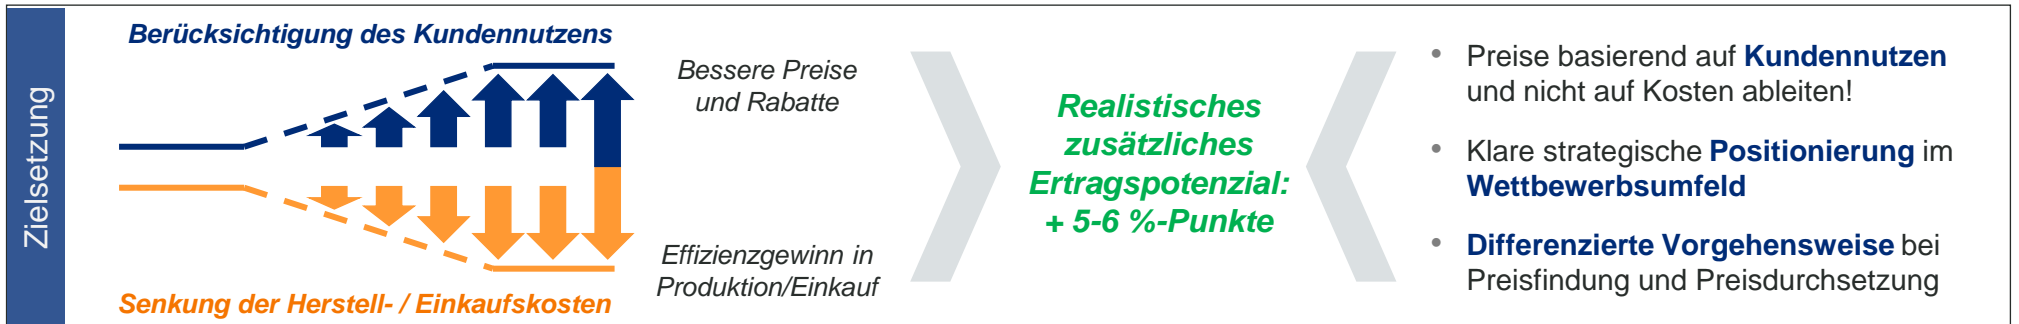 Zielsetzung
Berücksichtigung des Kundennutzens
Bessere Preise
und Rabatte
Effizienzgewinn in
Produktion/Einkauf
Senkung der Herstell- / Einkaufskosten
Realistisches
zusätzliches
Ertragspotenzial:
+ 5-6 %-Punkte
• Preise basierend auf Kundennutzen
und nicht auf Kosten ableiten!
• Klare strategische Positionierung im
Wettbewerbsumfeld
• Differenzierte Vorgehensweise bei
Preisfindung und Preisdurchsetzung